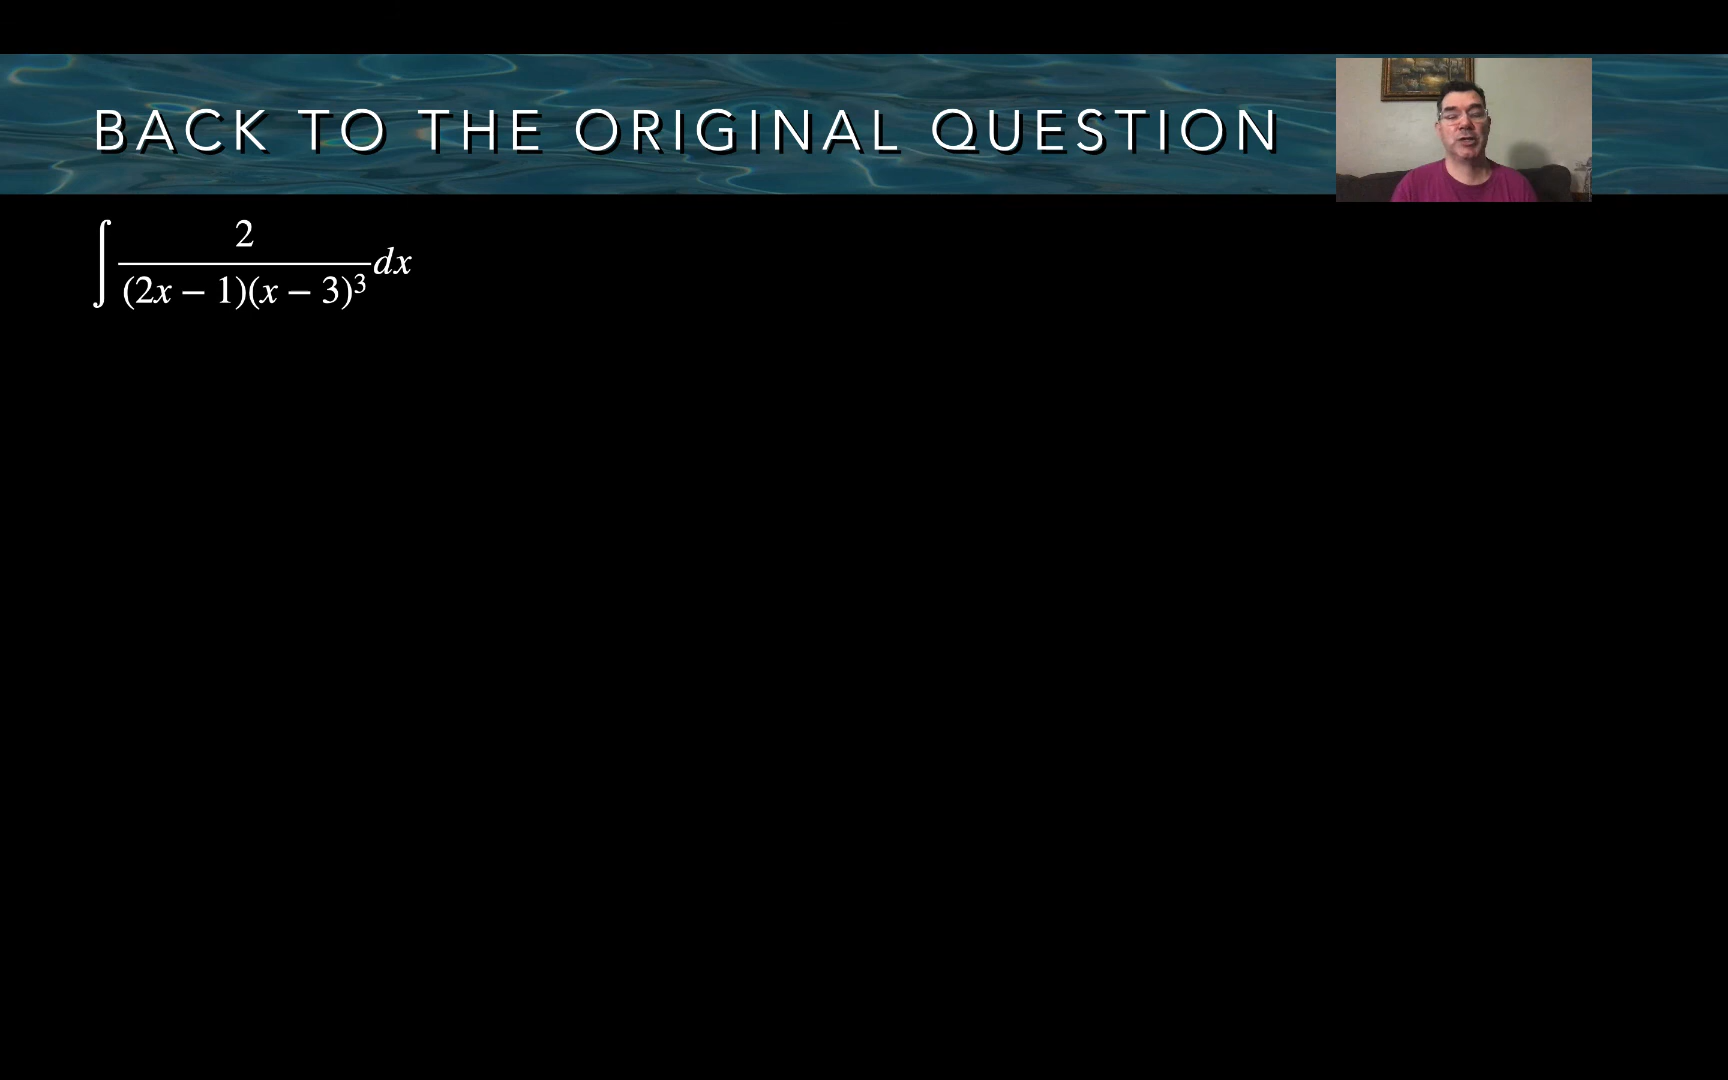 BACK TO THE ORIGINAL QUESTION
∫ 2/((2x − 1)(x − 3)³) dx